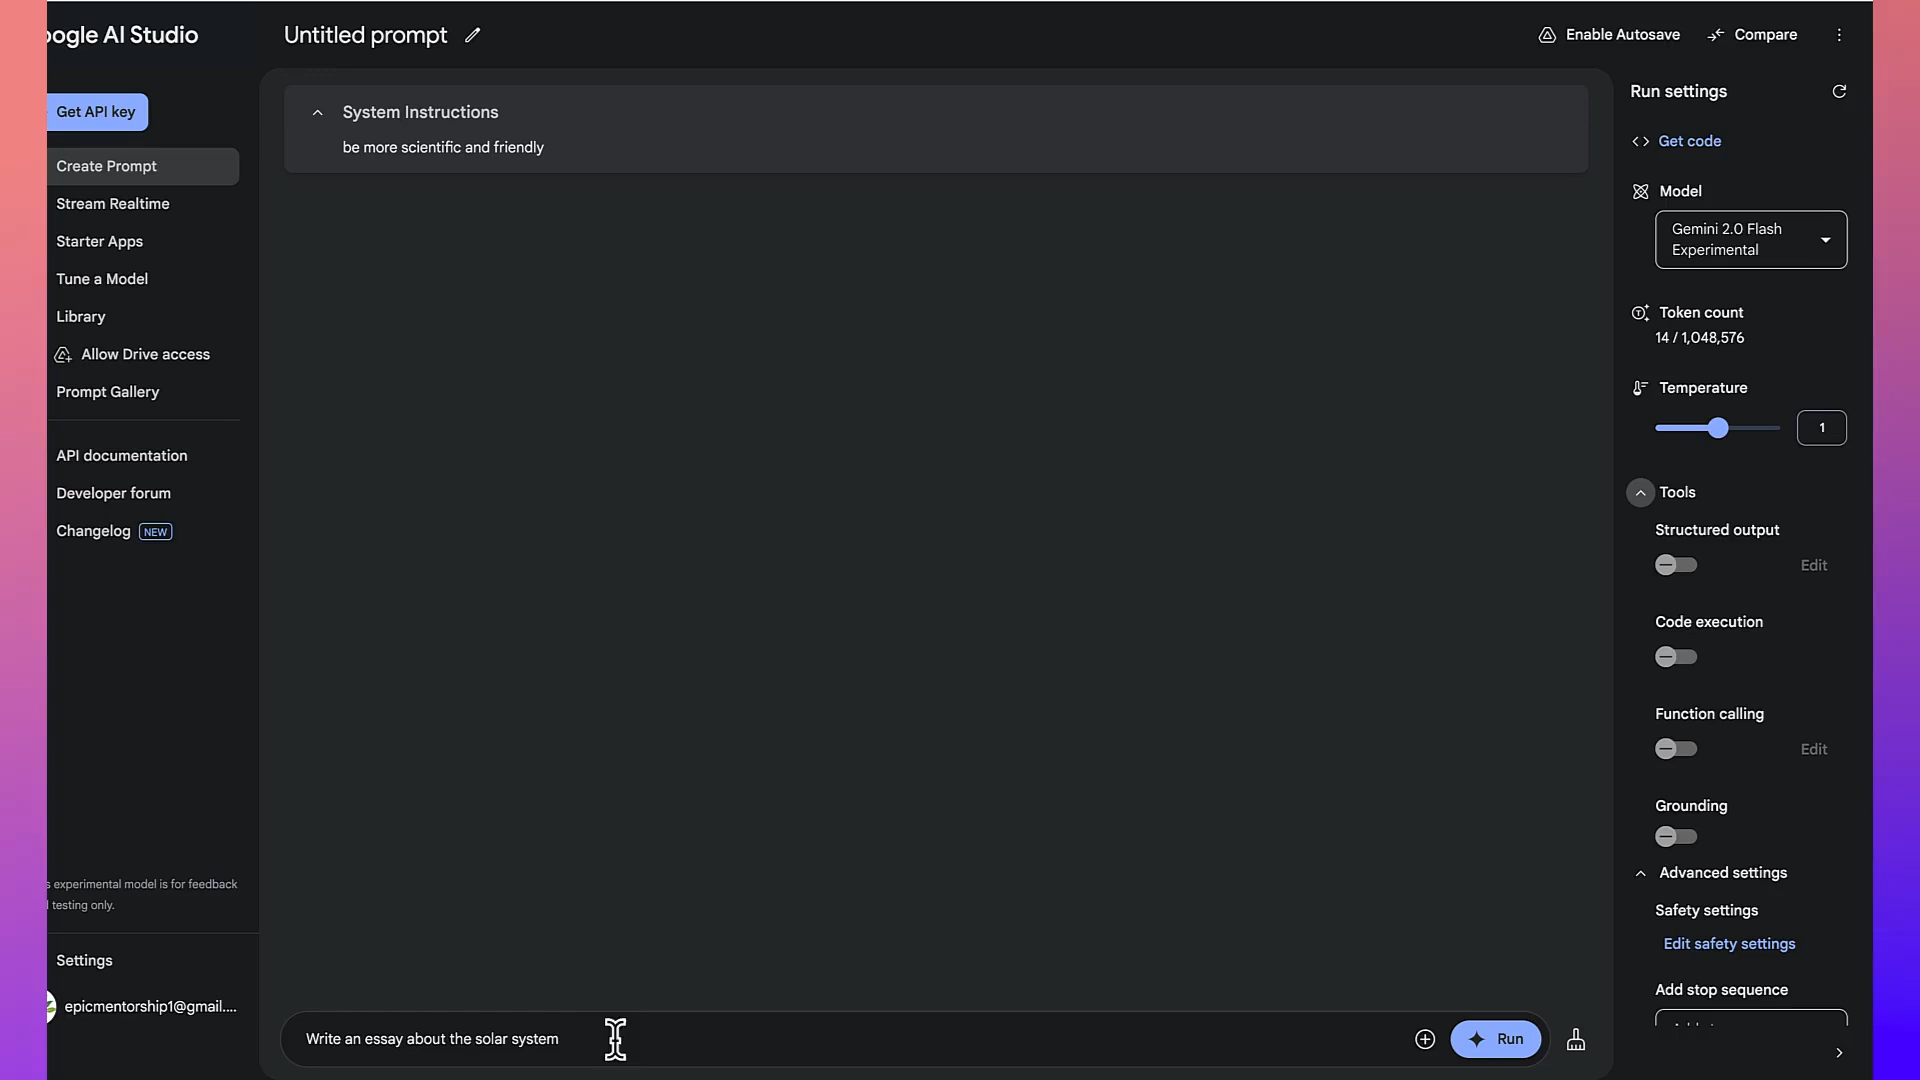 oogle AI Studio
Untitled prompt
Enable Autosave
Compare
Get API key
Create Prompt
Stream Realtime
Starter Apps
Tune a Model
Library
Allow Drive access
Prompt Gallery
API documentation
Developer forum
Changelog NEW
s experimental model is for feedback
testing only.
Settings
epicmentorship1@gmail....
System Instructions
be more scientific and friendly
Write an essay about the solar system
Run
Run settings
Get code
Model
Gemini 2.0 Flash
Experimental
Token count
14 / 1,048,576
Temperature
1
Tools
Structured output
Edit
Code execution
Function calling
Edit
Grounding
Advanced settings
Safety settings
Edit safety settings
Add stop sequence